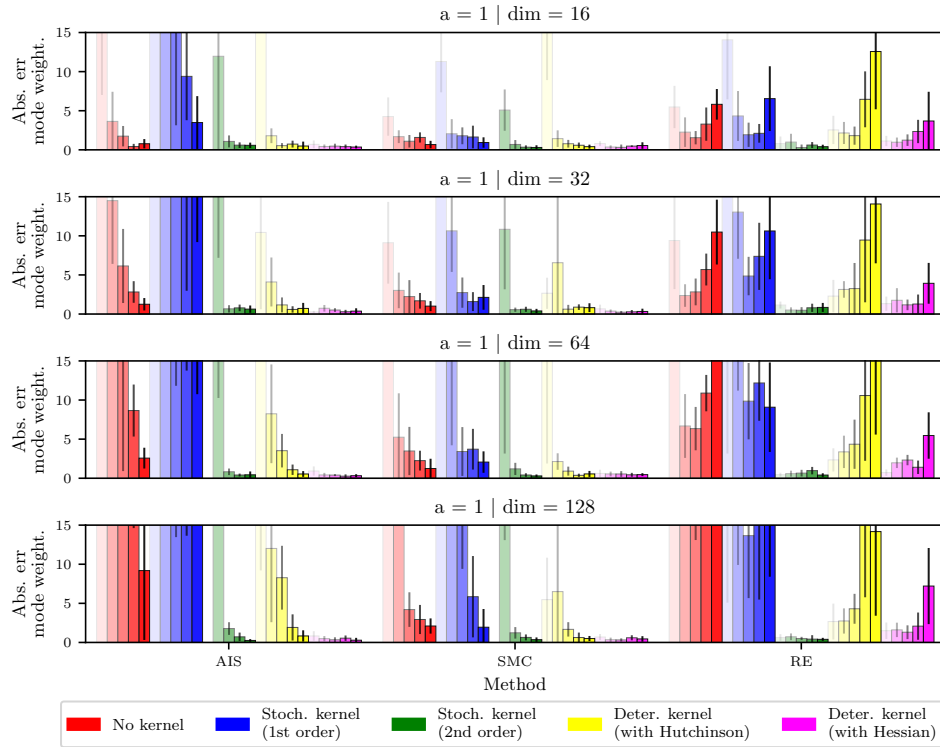 a = 1 | dim = 16
Abs. err
mode weight.
15
10
5
0
a = 1 | dim = 32
Abs. err
mode weight.
15
10
5
0
a = 1 | dim = 64
Abs. err
mode weight.
15
10
5
0
a = 1 | dim = 128
Abs. err
mode weight.
15
10
5
0
AIS SMC RE
Method
No kernel
Stoch. kernel
(1st order)
Stoch. kernel
(2nd order)
Deter. kernel
(with Hutchinson)
Deter. kernel
(with Hessian)